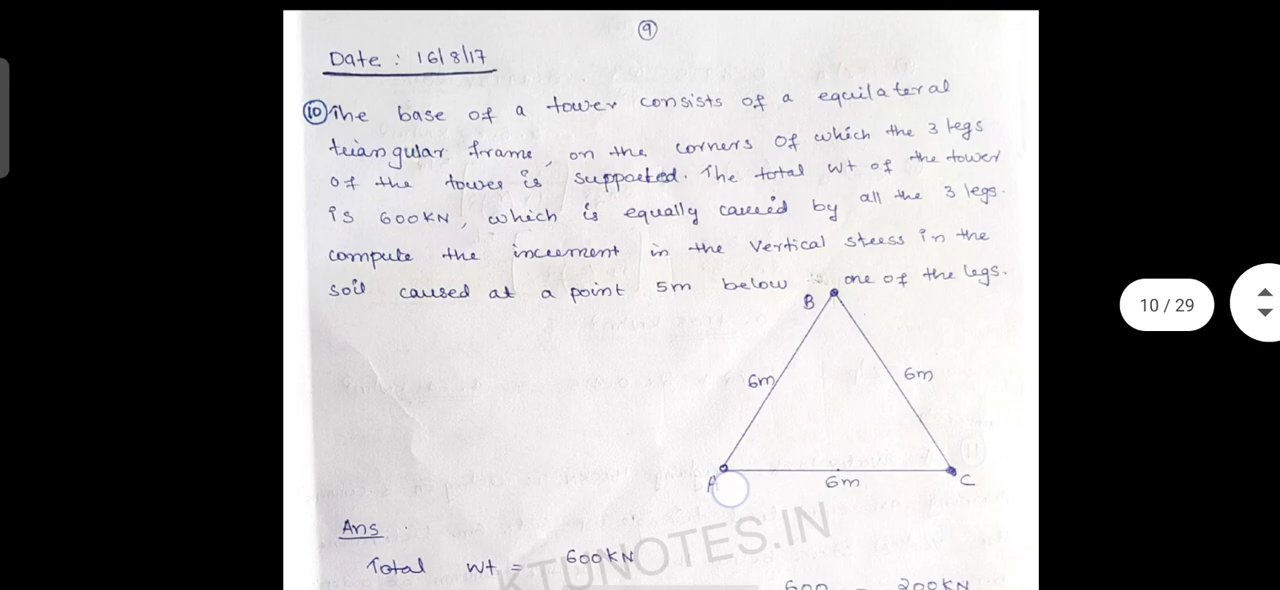 9
Date : 16/8/17
10 The base of a tower consists of a equilateral
triangular frame, on the corners of which the 3 legs
of the tower is supported. The total wt of the tower
is 600KN, which is equally carried by all the 3 legs.
compute the increment in the vertical stress in the
soil caused at a point 5m below one of the legs.
B
6m
6m
A
6m
C
Ans :
Total wt = 600KN
600 = 200KN
KTUNOTES.IN
10 / 29